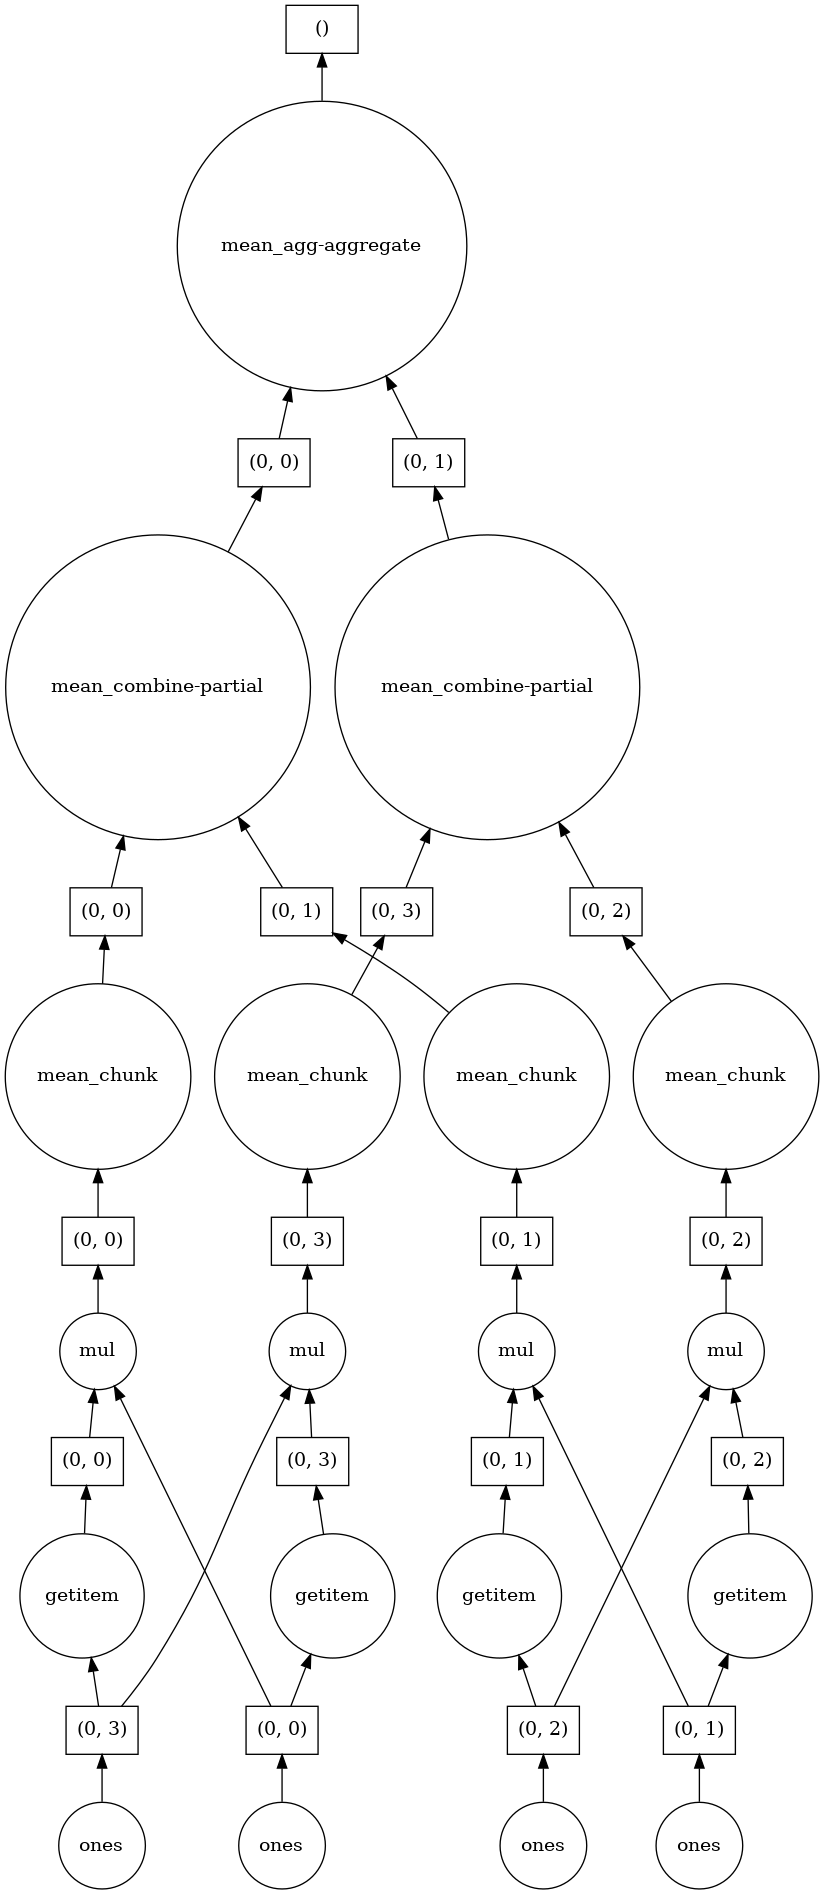 ()
mean_agg-aggregate
(0, 0)
(0, 1)
mean_combine-partial
mean_combine-partial
(0, 0)
(0, 1)
(0, 3)
(0, 2)
mean_chunk
mean_chunk
mean_chunk
mean_chunk
(0, 0)
(0, 3)
(0, 1)
(0, 2)
mul
mul
mul
mul
(0, 0)
(0, 3)
(0, 1)
(0, 2)
getitem
getitem
getitem
getitem
(0, 3)
(0, 0)
(0, 2)
(0, 1)
ones
ones
ones
ones